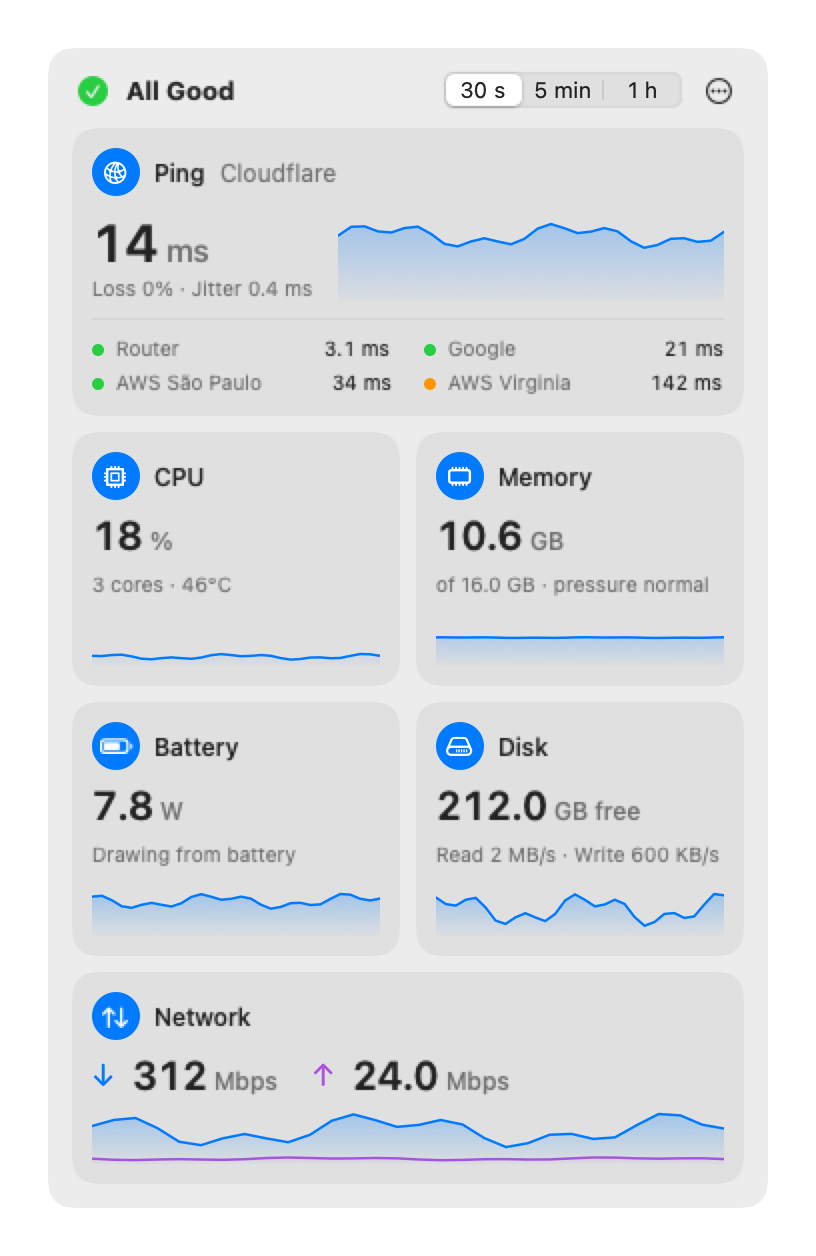 All Good
30 s 5 min 1 h
Ping Cloudflare
14 ms
Loss 0% · Jitter 0.4 ms
Router 3.1 ms
Google 21 ms
AWS São Paulo 34 ms
AWS Virginia 142 ms
CPU
18 %
3 cores · 46°C
Memory
10.6 GB
of 16.0 GB · pressure normal
Battery
7.8 W
Drawing from battery
Disk
212.0 GB free
Read 2 MB/s · Write 600 KB/s
Network
↓ 312 Mbps ↑ 24.0 Mbps